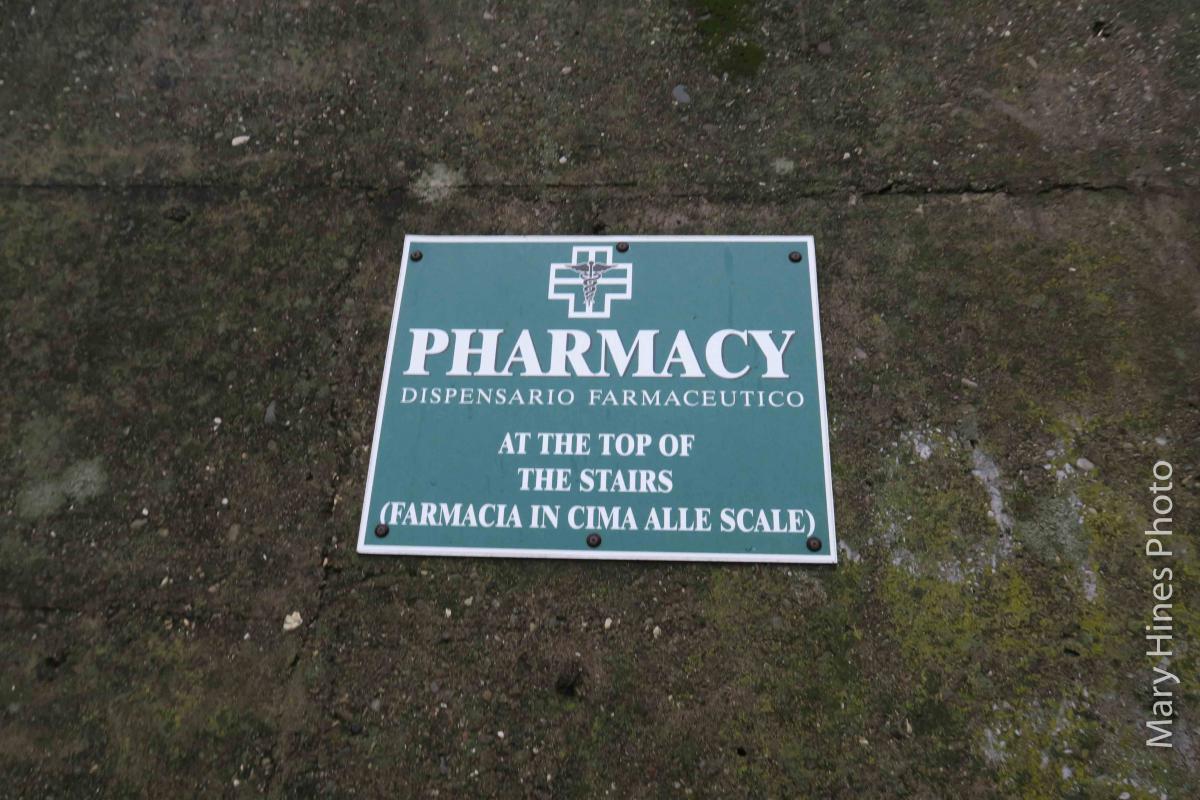 PHARMACY
DISPENSARIO FARMACEUTICO
AT THE TOP OF
THE STAIRS
(FARMACIA IN CIMA ALLE SCALE)
Mary Hines Photo